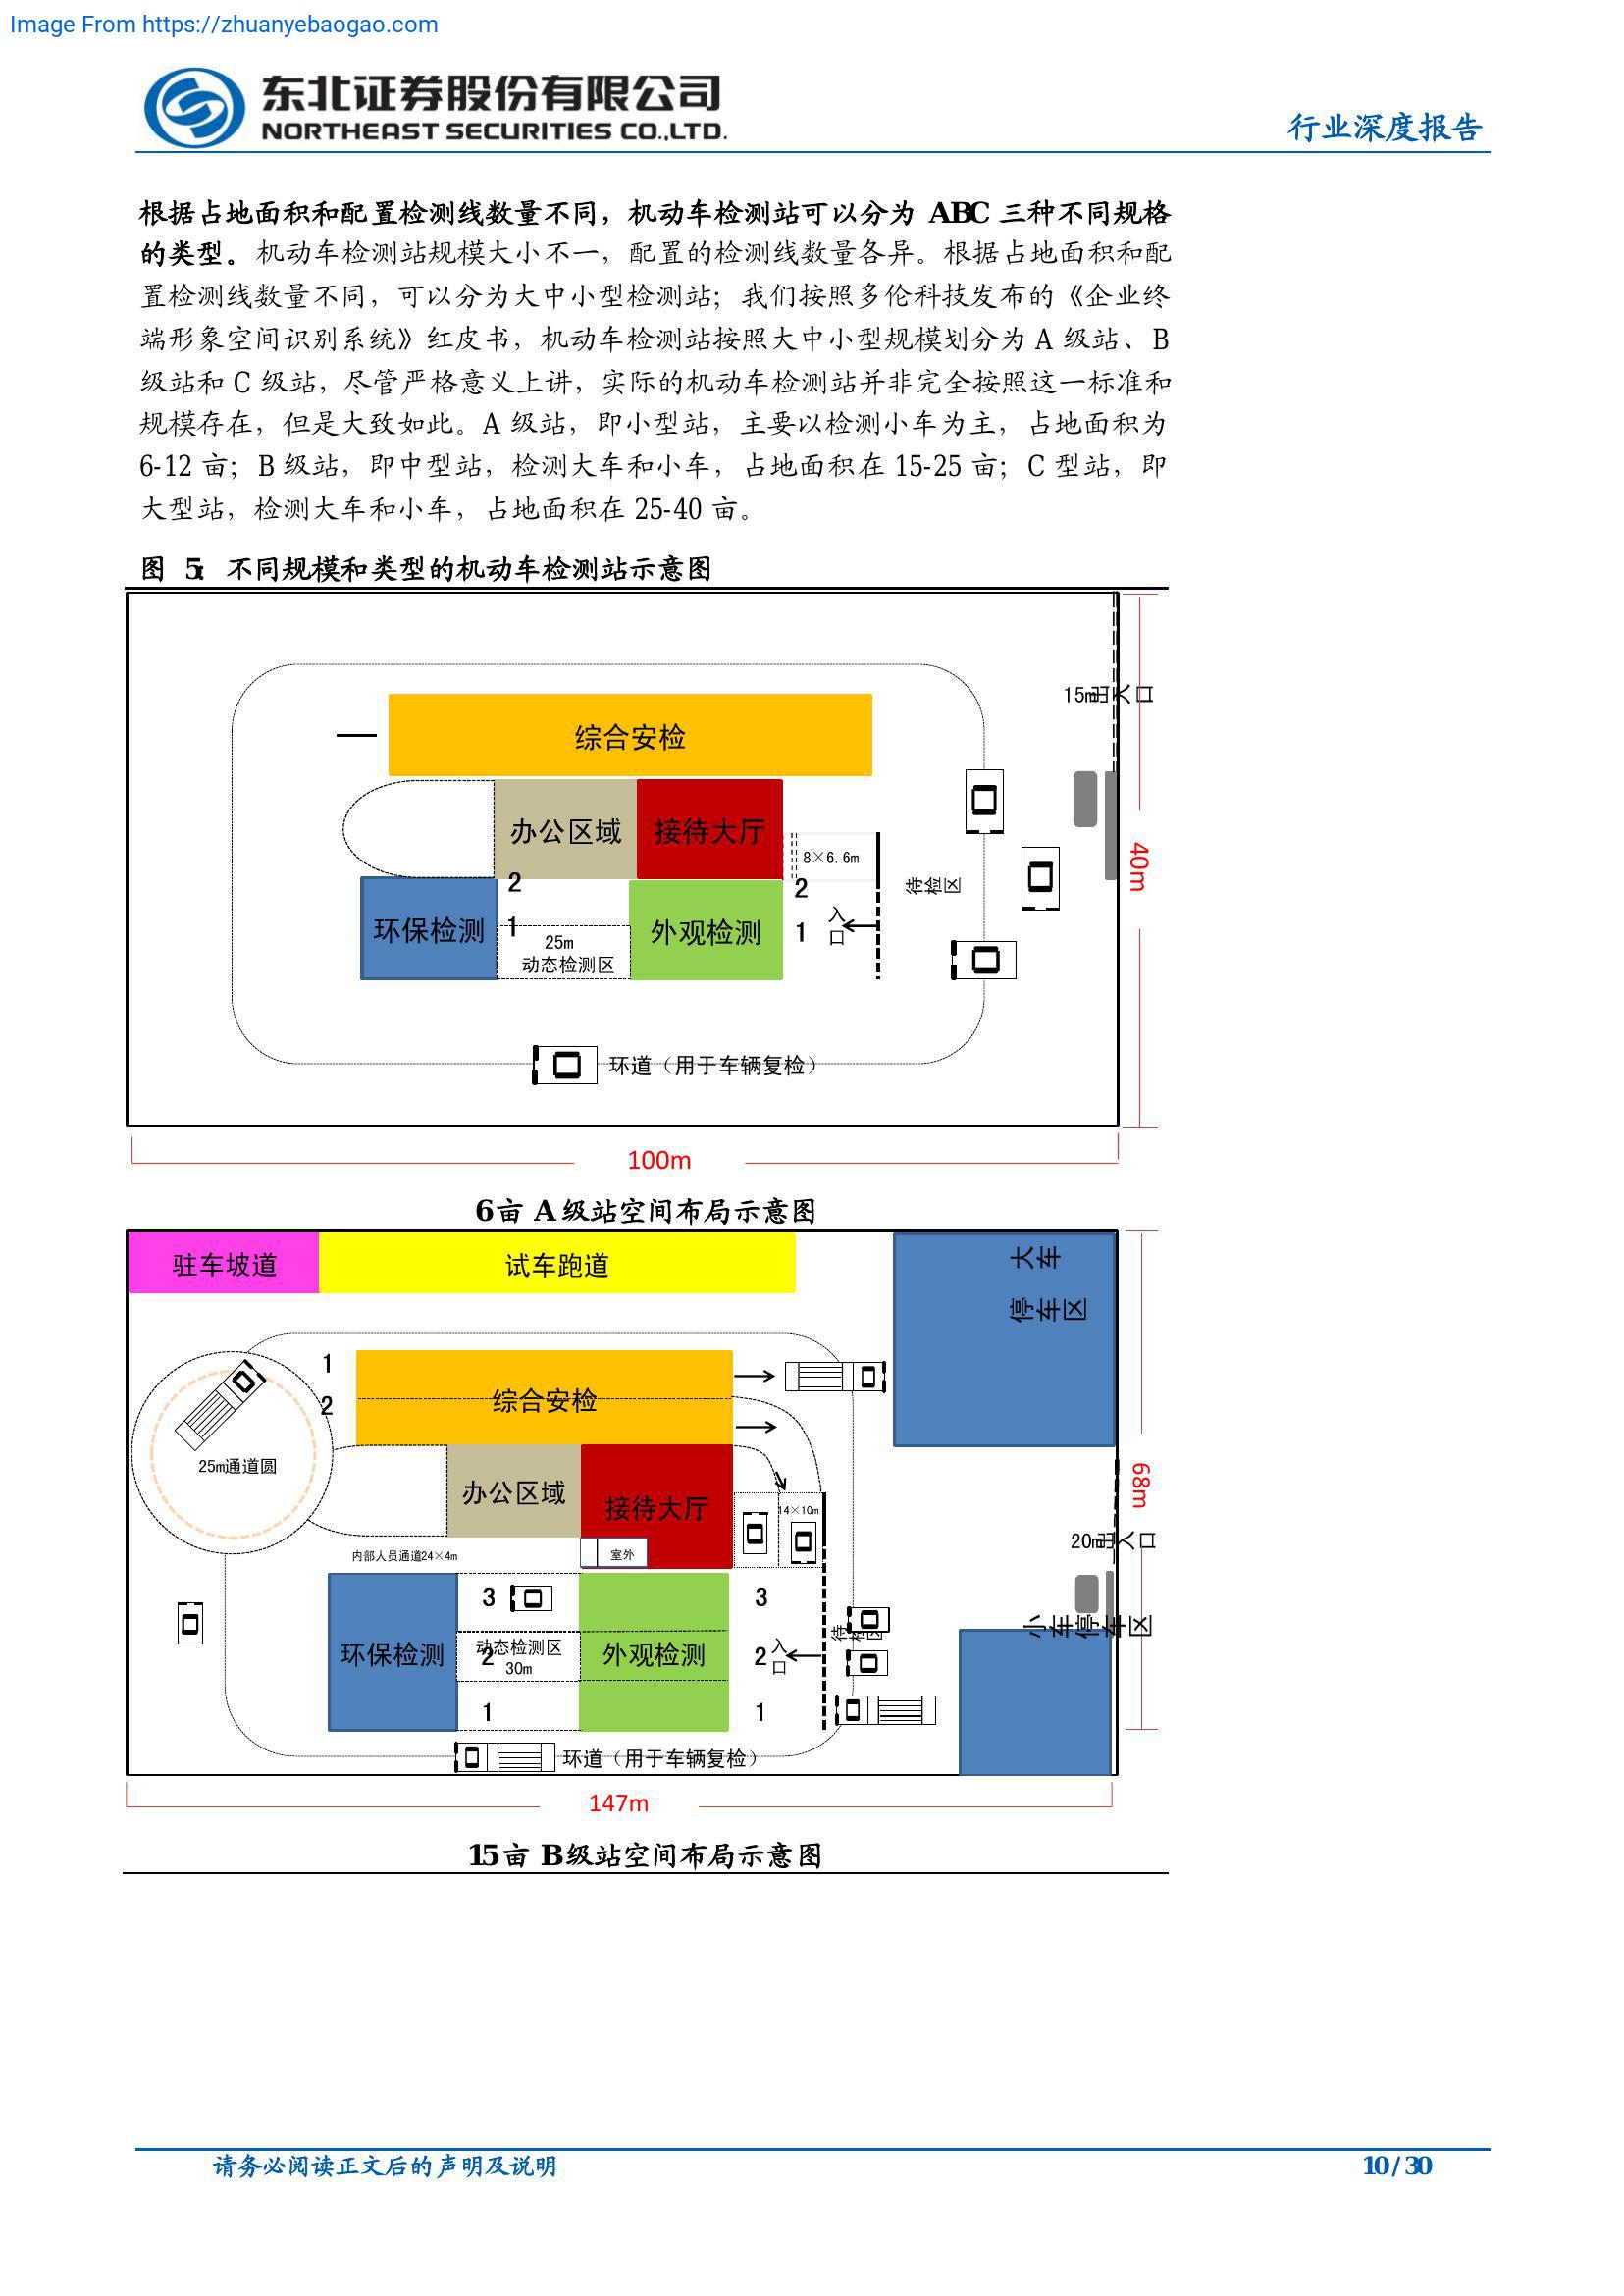 Image From https://zhuanyebaogao.com
东北证券股份有限公司
NORTHEAST SECURITIES CO.,LTD.
行业深度报告
根据占地面积和配置检测线数量不同，机动车检测站可以分为 ABC 三种不同规格
的类型。机动车检测站规模大小不一，配置的检测线数量各异。根据占地面积和配
置检测线数量不同，可以分为大中小型检测站；我们按照多伦科技发布的《企业终
端形象空间识别系统》红皮书，机动车检测站按照大中小型规模划分为 A 级站、B
级站和 C 级站，尽管严格意义上讲，实际的机动车检测站并非完全按照这一标准和
规模存在，但是大致如此。A 级站，即小型站，主要以检测小车为主，占地面积为
6-12 亩；B 级站，即中型站，检测大车和小车，占地面积在 15-25 亩；C 型站，即
大型站，检测大车和小车，占地面积在 25-40 亩。
图 5：不同规模和类型的机动车检测站示意图
15m出入口
综合安检
办公区域
接待大厅
8×6.6m
40m
待检区
2
2
环保检测
1
25m
动态检测区
外观检测
1
入口
环道（用于车辆复检）
100m
6亩 A 级站空间布局示意图
驻车坡道
试车跑道
大车
停车区
1
2
综合安检
25m通道圆
办公区域
接待大厅
14×10m
68m
20m出入口
内部人员通道24×4m
室外
3
3
小车停车区
环保检测
动态检测区
30m
2
外观检测
2
入口
待检区
1
1
环道（用于车辆复检）
147m
15亩 B级站空间布局示意图
请务必阅读正文后的声明及说明
10 / 30